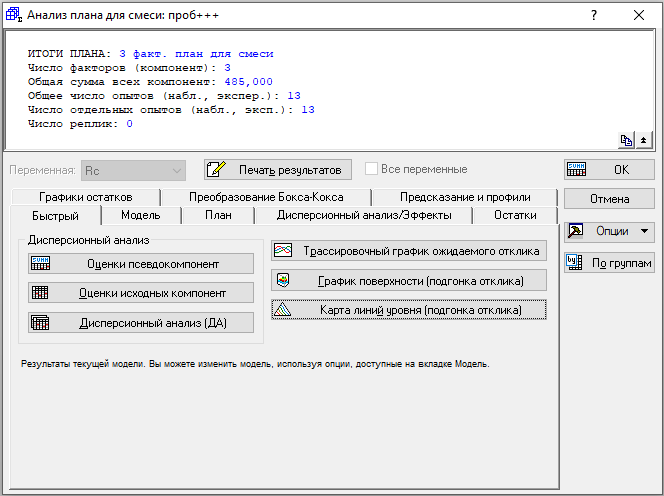 Анализ плана для смеси: проб+++
ИТОГИ ПЛАНА: 3 факт. план для смеси
Число факторов (компонент): 3
Общая сумма всех компонент: 485,000
Общее число опытов (набл., экспер.): 13
Число отдельных опытов (набл., эксп.): 13
Число реплик: 0
Переменная: Rc
Печать результатов
Все переменные
OK
Графики остатков
Преобразование Бокса-Кокса
Предсказание и профили
Отмена
Быстрый
Модель
План
Дисперсионный анализ/Эффекты
Остатки
Опции
Дисперсионный анализ
Оценки псевдокомпонент
Трассировочный график ожидаемого отклика
По группам
Оценки исходных компонент
График поверхности (подгонка отклика)
Дисперсионный анализ (ДА)
Карта линий уровня (подгонка отклика)
Результаты текущей модели. Вы можете изменить модель, используя опции, доступные на вкладке Модель.